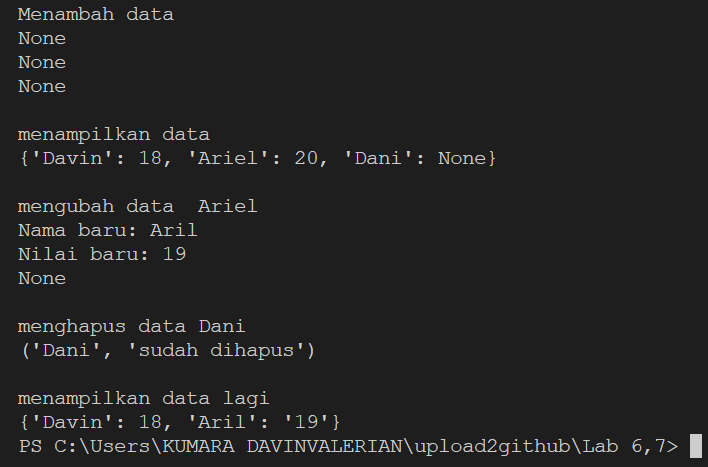 Menambah data
None
None
None
menampilkan data
{'Davin': 18, 'Ariel': 20, 'Dani': None}
mengubah data  Ariel
Nama baru: Aril
Nilai baru: 19
None
menghapus data Dani
('Dani', 'sudah dihapus')
menampilkan data lagi
{'Davin': 18, 'Aril': '19'}
PS C:\Users\KUMARA DAVINVALERIAN\upload2github\Lab 6,7>